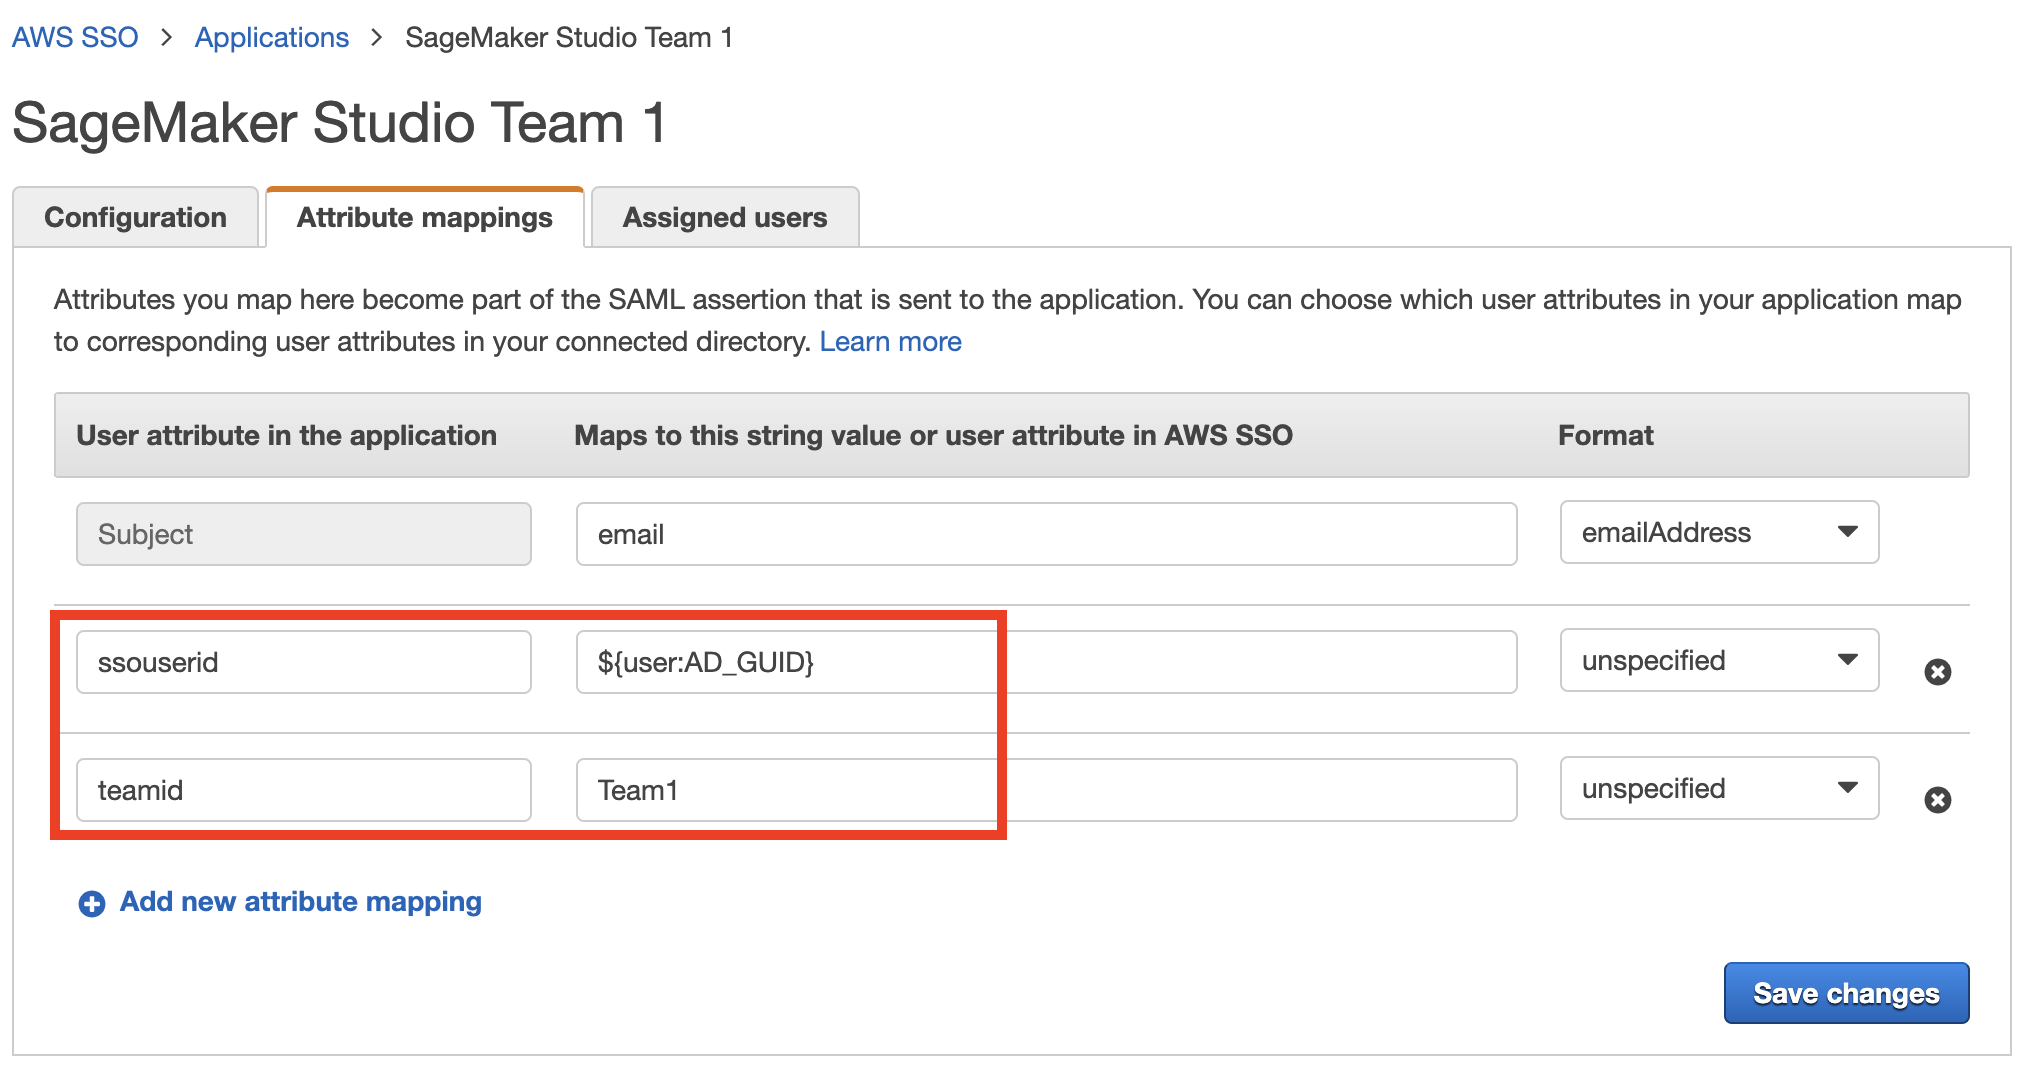 AWS SSO > Applications > SageMaker Studio Team 1
SageMaker Studio Team 1
Configuration Attribute mappings Assigned users
Attributes you map here become part of the SAML assertion that is sent to the application. You can choose which user attributes in your application map
to corresponding user attributes in your connected directory. Learn more
User attribute in the application Maps to this string value or user attribute in AWS SSO Format
Subject email emailAddress
ssouserid ${user:AD_GUID} unspecified
teamid Team1 unspecified
Add new attribute mapping
Save changes